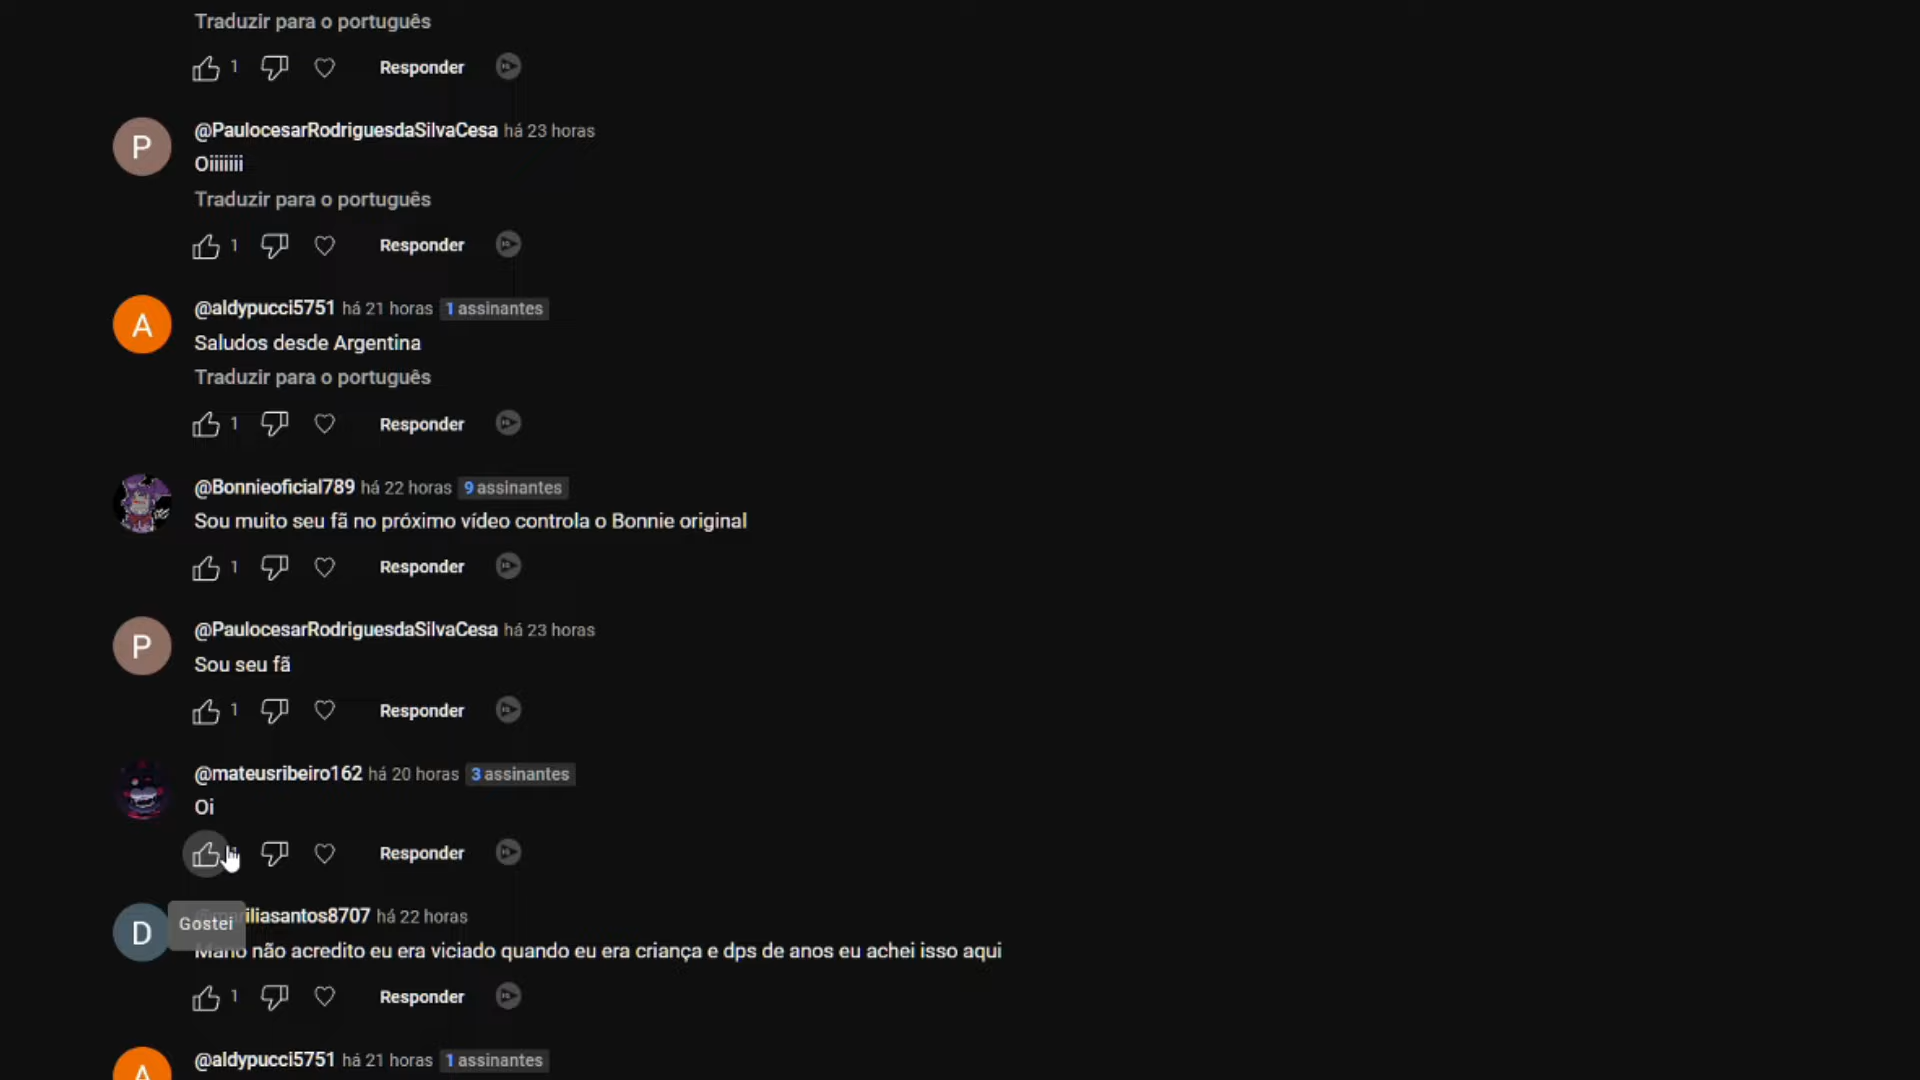 Traduzir para o português
1 Responder
@PaulocesarRodriguesdaSilvaCesa há 23 horas
P
Oiiiiiii
Traduzir para o português
1 Responder
@aldypucci5751 há 21 horas 1 assinantes
A
Saludos desde Argentina
Traduzir para o português
1 Responder
@Bonnieoficial789 há 22 horas 9 assinantes
Sou muito seu fã no próximo vídeo controla o Bonnie original
1 Responder
@PaulocesarRodriguesdaSilvaCesa há 23 horas
P
Sou seu fã
1 Responder
@mateusribeiro162 há 20 horas 3 assinantes
Oi
Responder
iliasantos8707 há 22 horas
D
Gostei
Mano não acredito eu era viciado quando eu era criança e dps de anos eu achei isso aqui
1 Responder
@aldypucci5751 há 21 horas 1 assinantes
A